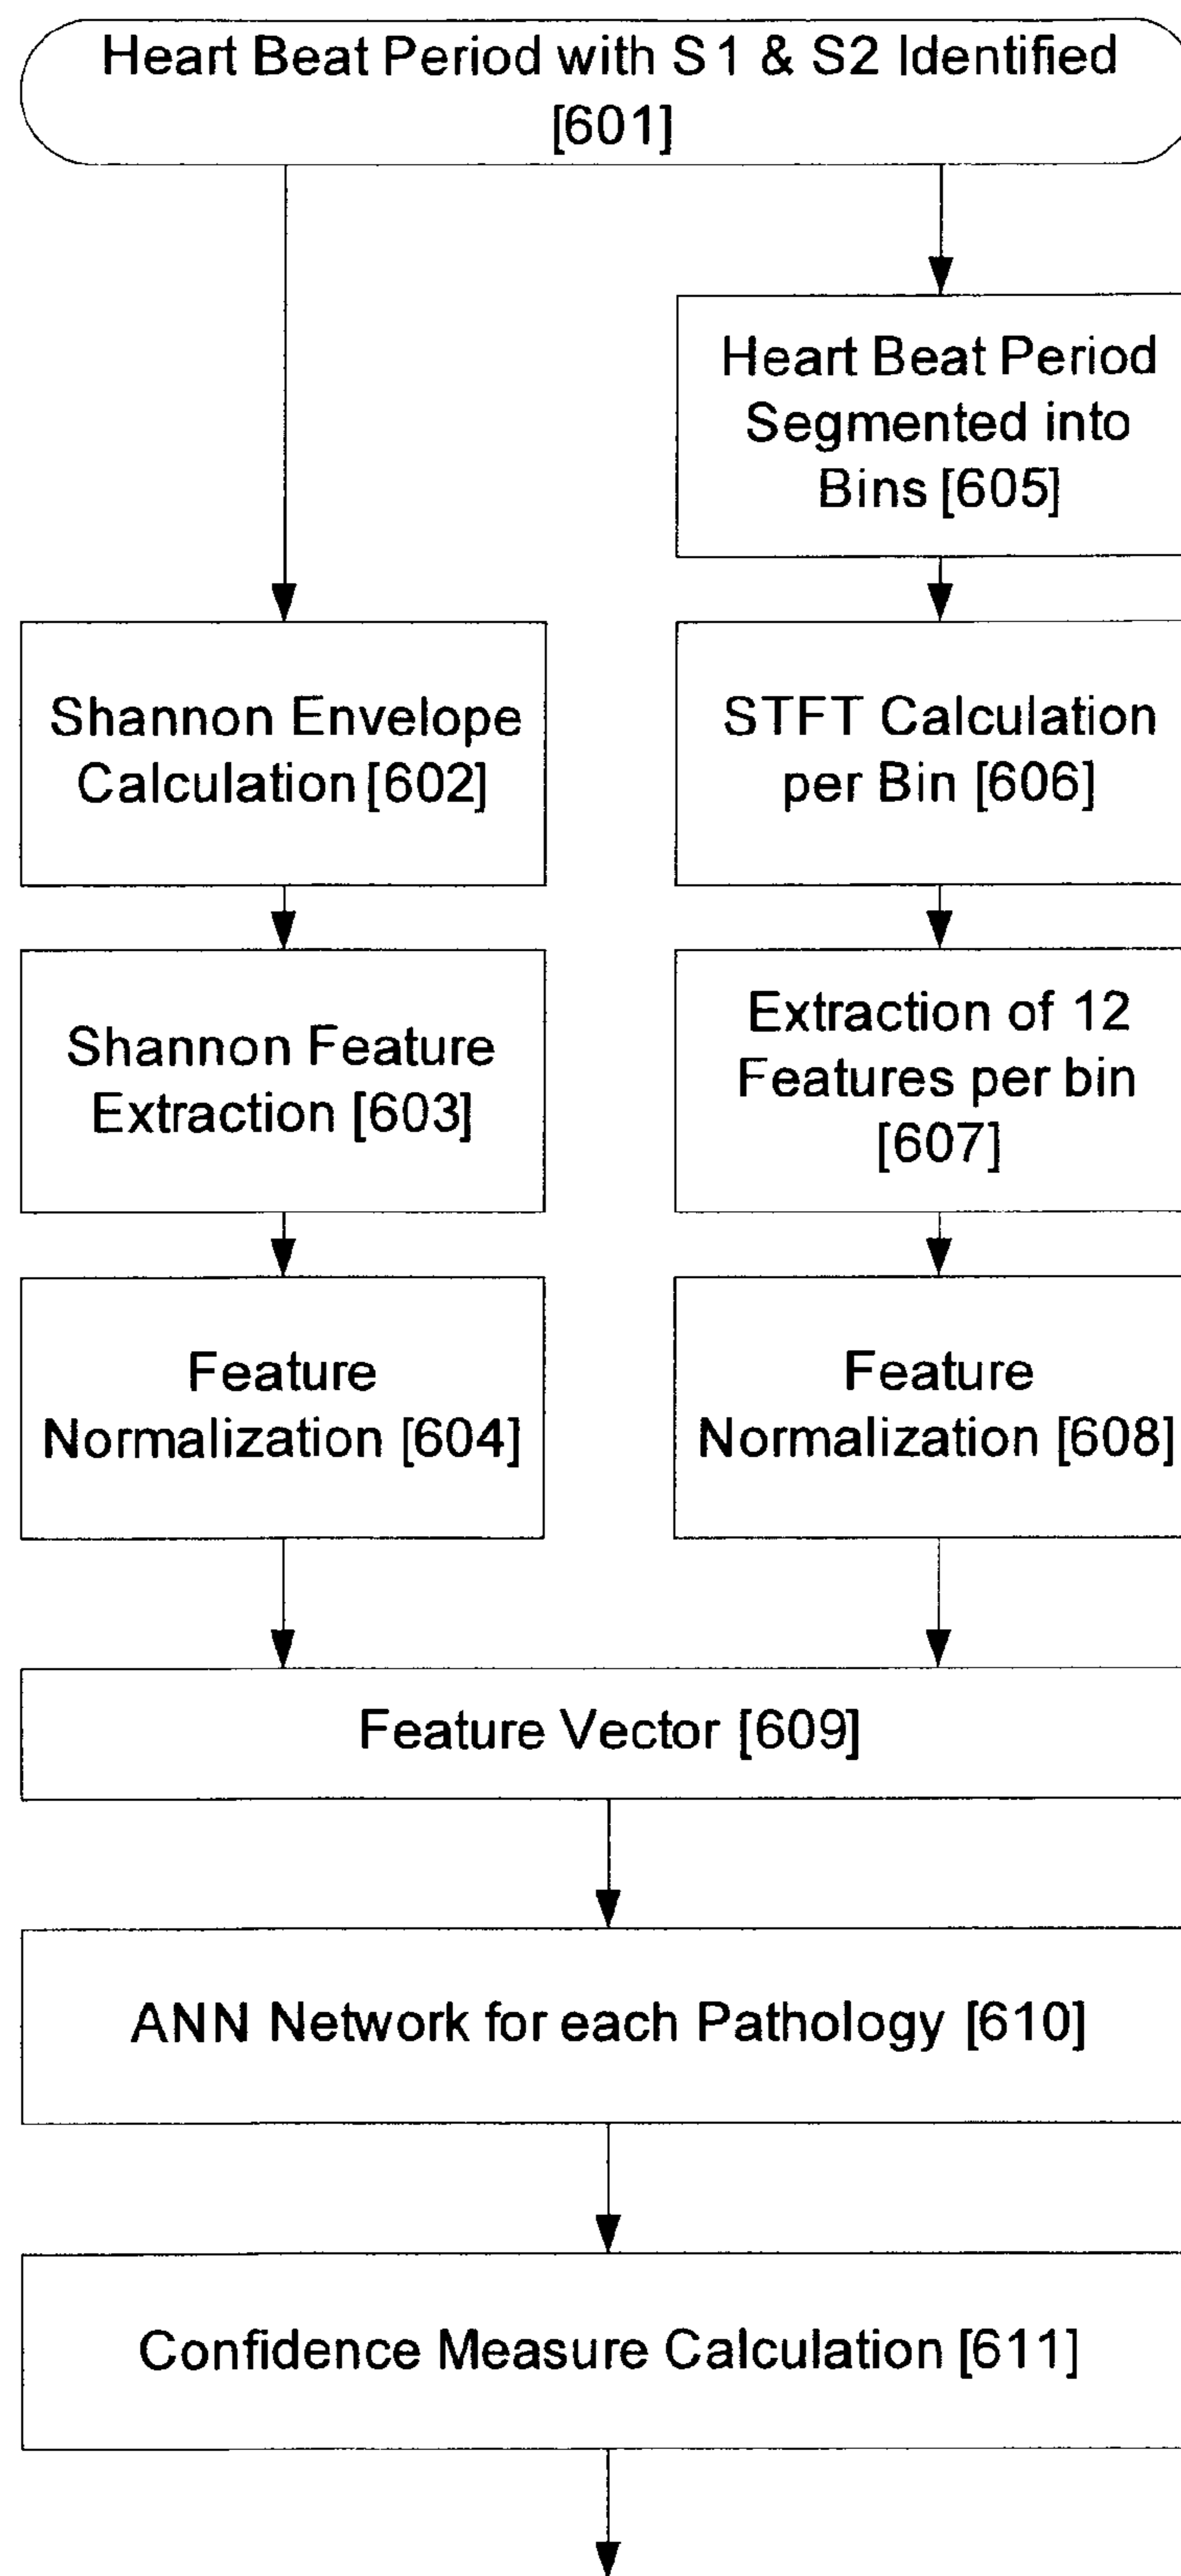 Heart Beat Period with S1 & S2 Identified
[601]
Heart Beat Period
Segmented into
Bins [605]
Shannon Envelope
Calculation [602]
STFT Calculation
per Bin [606]
Shannon Feature
Extraction [603]
Extraction of 12
Features per bin
[607]
Feature
Normalization [604]
Feature
Normalization [608]
Feature Vector [609]
ANN Network for each Pathology [610]
Confidence Measure Calculation [611]